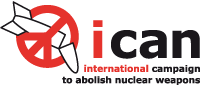 ican
international campaign
to abolish nuclear weapons